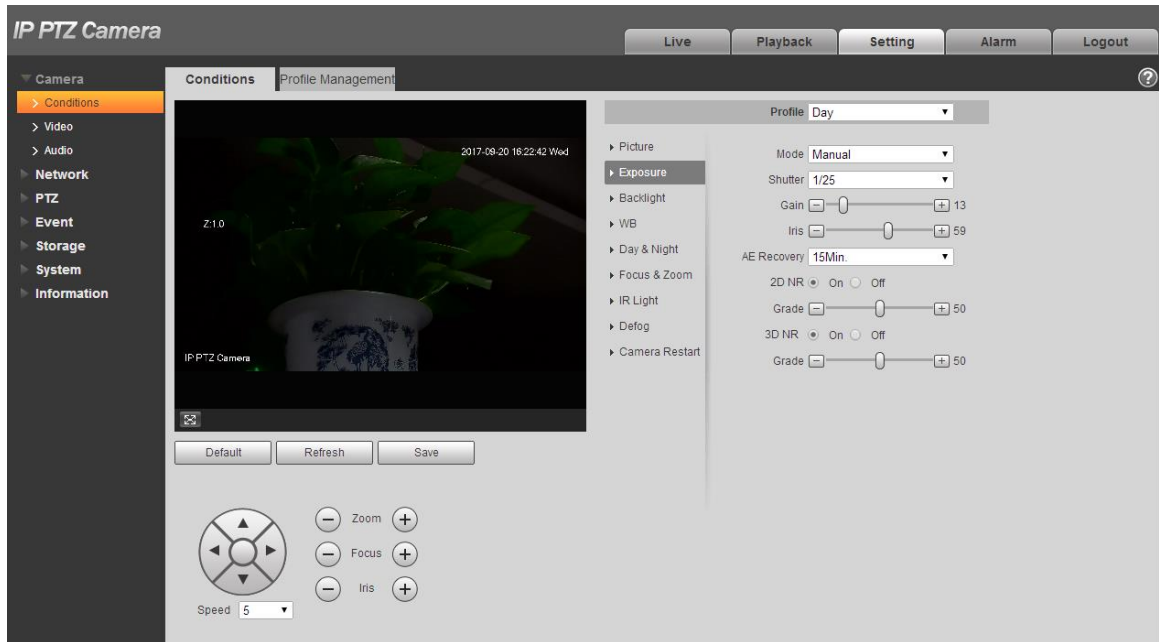 IP PTZ Camera
Live
Playback
Setting
Alarm
Logout
Camera
Conditions
Video
Audio
Network
PTZ
Event
Storage
System
Information
Conditions
Profile Management
?
2017-09-20 16:22:42 Wed
Z:1.0
IP PTZ Camera
Default
Refresh
Save
Zoom
Focus
Iris
Speed 5
Profile Day
Picture
Exposure
Backlight
WB
Day & Night
Focus & Zoom
IR Light
Defog
Camera Restart
Mode Manual
Shutter 1/25
Gain 13
Iris 59
AE Recovery 15Min.
2D NR On Off
Grade 50
3D NR On Off
Grade 50